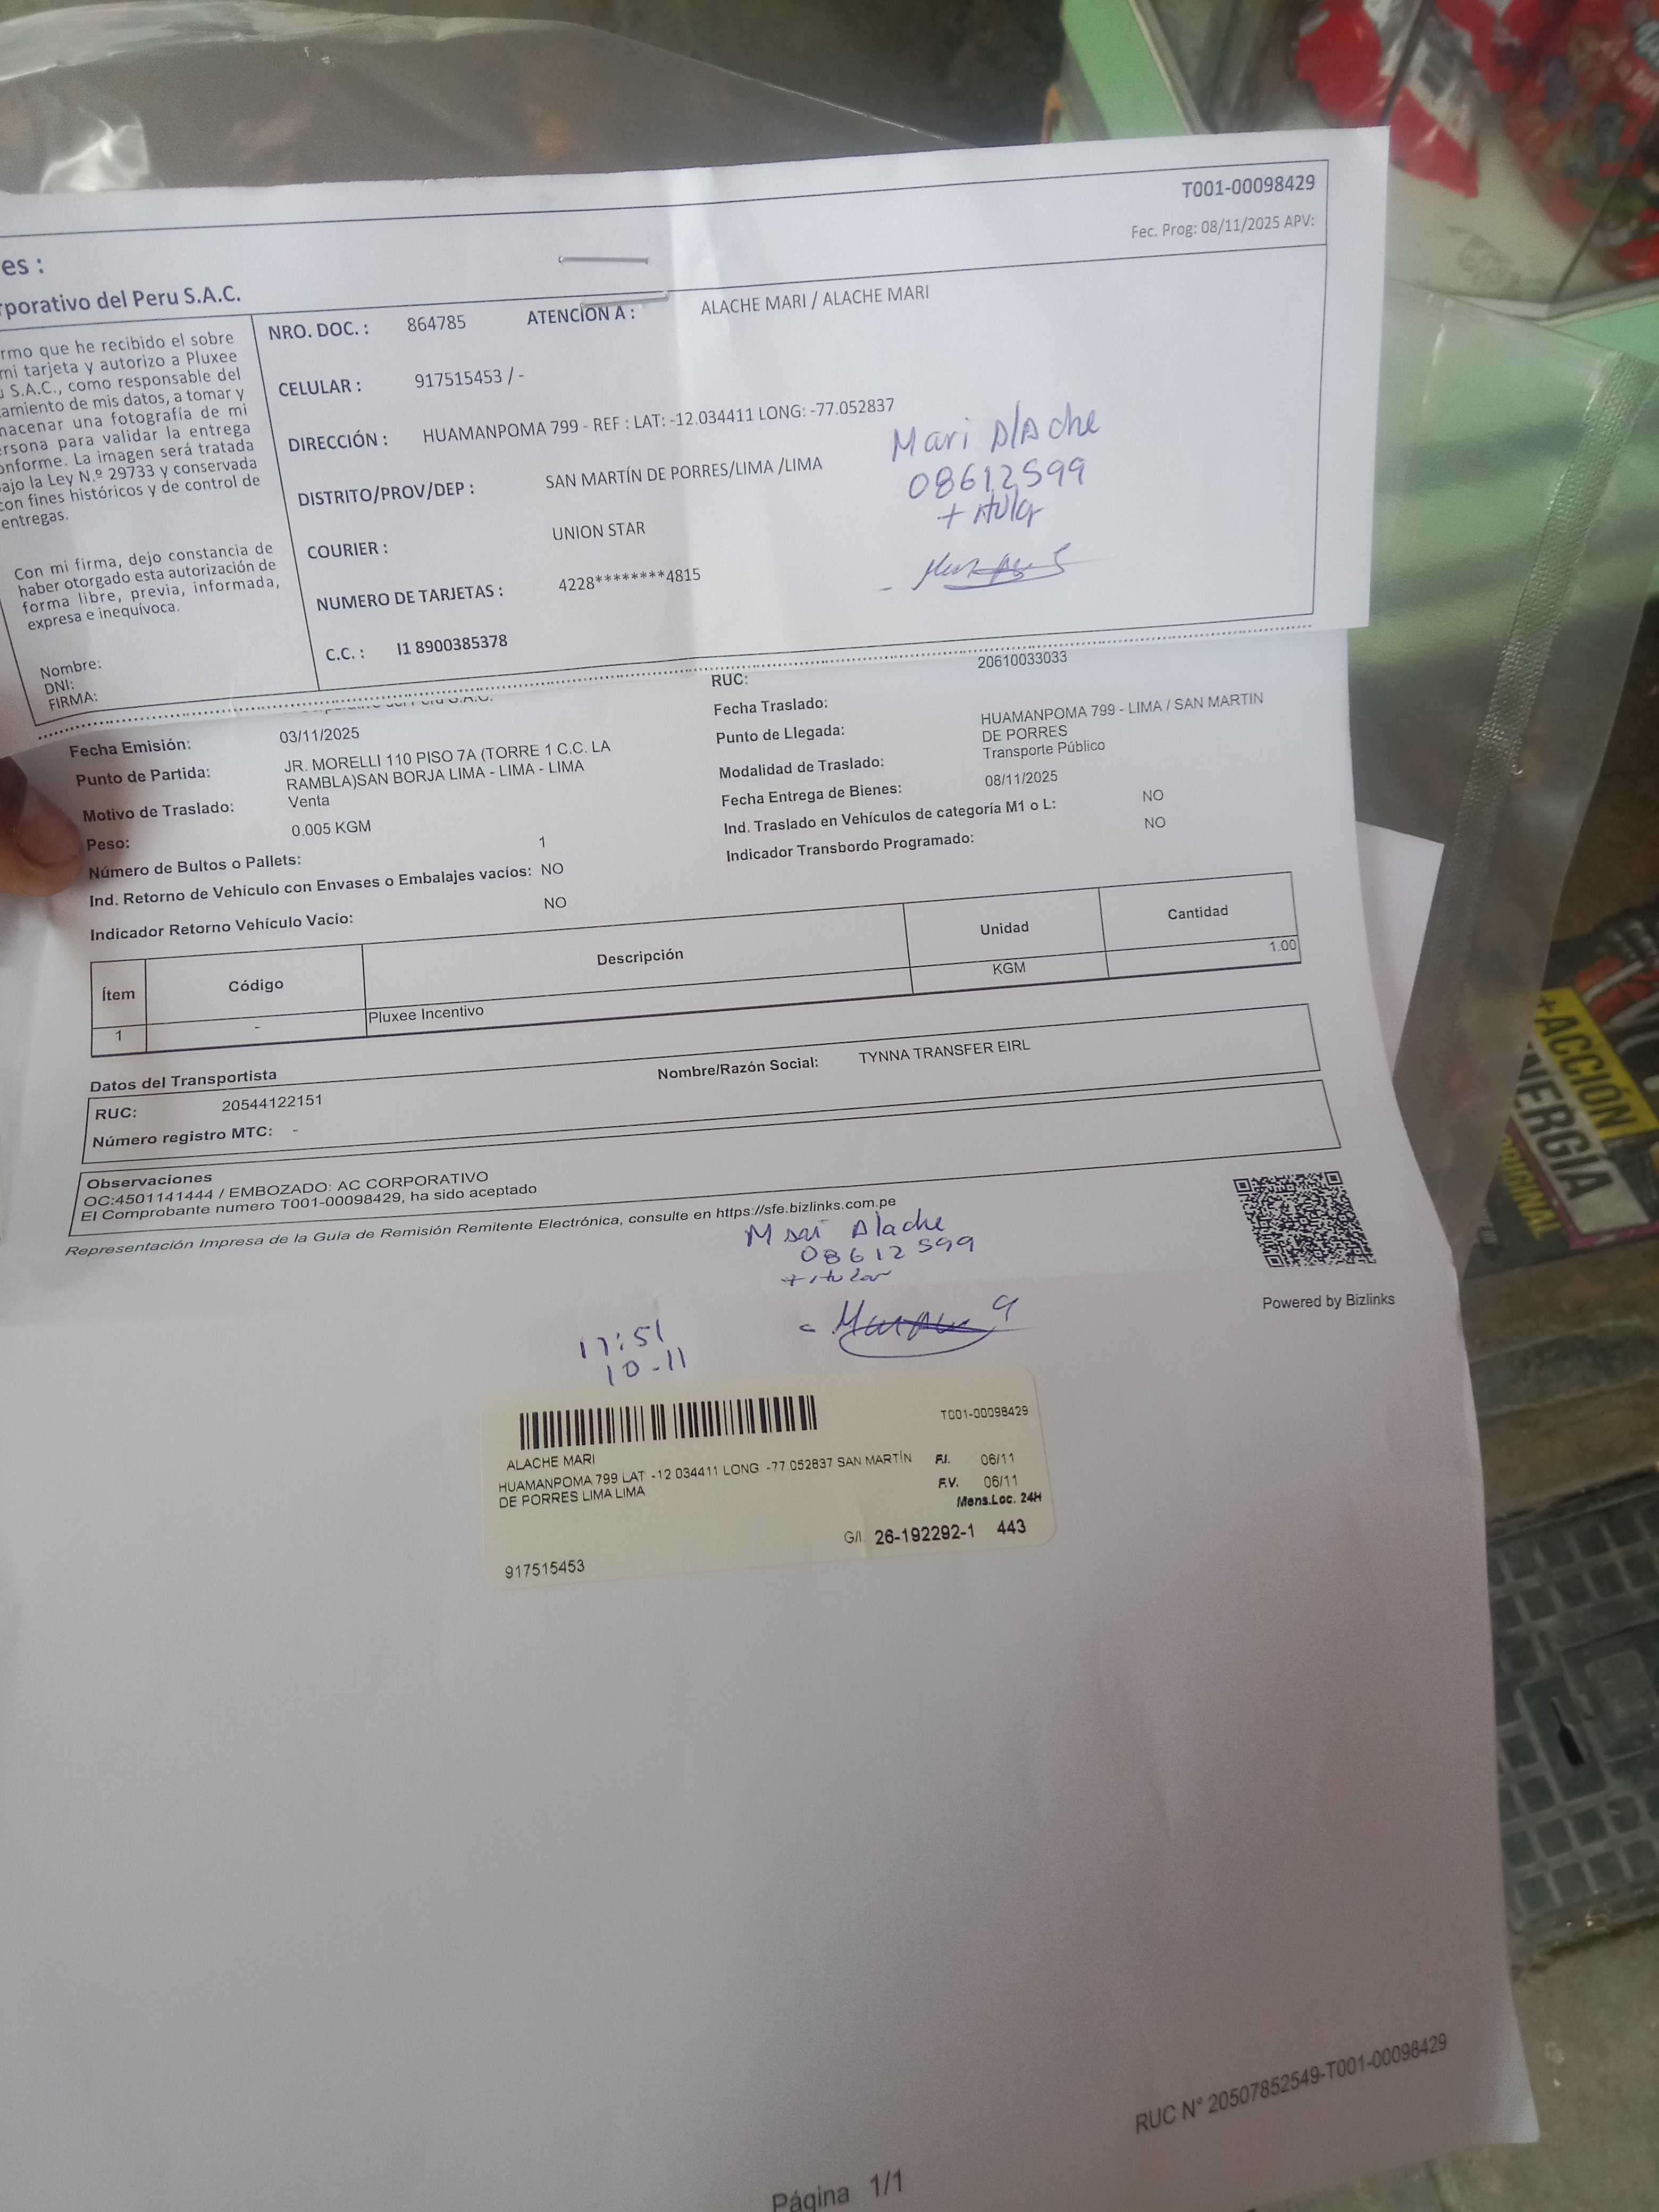 T001-00098429
Fec. Prog: 08/11/2025 APV:
es :
rporativo del Peru S.A.C.
rmo que he recibido el sobre
mi tarjeta y autorizo a Pluxee
S.A.C., como responsable del
amiento de mis datos, a tomar y
macenar una fotografía de mi
ersona para validar la entrega
onforme. La imagen será tratada
bajo la Ley N.º 29733 y conservada
con fines históricos y de control de
entregas.
Con mi firma, dejo constancia de
haber otorgado esta autorización de
forma libre, previa, informada,
expresa e inequívoca.
Nombre:
DNI:
FIRMA:
NRO. DOC. : 864785 ATENCION A : ALACHE MARI / ALACHE MARI
CELULAR : 917515453 / -
DIRECCIÓN : HUAMANPOMA 799 - REF : LAT: -12.034411 LONG: -77.052837
DISTRITO/PROV/DEP : SAN MARTÍN DE PORRES/LIMA /LIMA
COURIER : UNION STAR
NUMERO DE TARJETAS : 4228********4815
C.C. : I1 8900385378
Mari Alache
08612599
RUC: 20610033033
Fecha Emisión: 03/11/2025
Punto de Partida: JR. MORELLI 110 PISO 7A (TORRE 1 C.C. LA
RAMBLA)SAN BORJA LIMA - LIMA - LIMA
Motivo de Traslado: Venta
Peso: 0.005 KGM
Número de Bultos o Pallets: 1
Ind. Retorno de Vehículo con Envases o Embalajes vacíos: NO
Indicador Retorno Vehículo Vacío: NO
Fecha Traslado:
Punto de Llegada: HUAMANPOMA 799 - LIMA / SAN MARTIN
DE PORRES
Modalidad de Traslado: Transporte Público
Fecha Entrega de Bienes: 08/11/2025
Ind. Traslado en Vehículos de categoría M1 o L: NO
Indicador Transbordo Programado: NO
Ítem Código Descripción Unidad Cantidad
1 - Pluxee Incentivo KGM 1.00
Datos del Transportista
RUC: 20544122151 Nombre/Razón Social: TYNNA TRANSFER EIRL
Número registro MTC: -
Observaciones
OC:4501141444 / EMBOZADO: AC CORPORATIVO
El Comprobante numero T001-00098429, ha sido aceptado
Representación Impresa de la Guía de Remisión Remitente Electrónica, consulte en https://sfe.bizlinks.com.pe
Mari Alache
08612599
titular
17:51
10-11
Powered by Bizlinks
T001-00098429
ALACHE MARI
HUAMANPOMA 799 LAT -12 034411 LONG -77 052837 SAN MARTÍN
DE PORRES LIMA LIMA
F.I. 06/11
F.V. 06/11
Mens.Loc. 24H
G/I. 26-192292-1 443
917515453
RUC N° 20507852549-T001-00098429
Página 1/1
+ACCIÓN
NERGÍA
RIGINAL